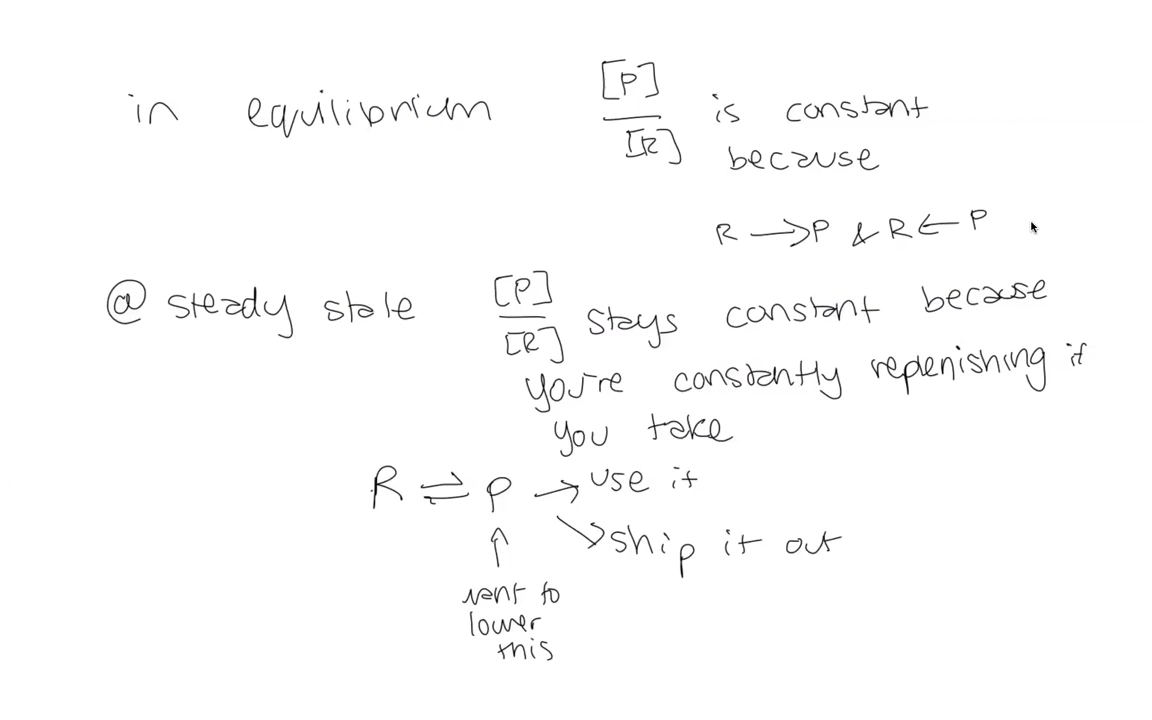 in equilibrium [P]/[R] is constant
because
R → P & R ← P
@ steady state [P]/[R] stays constant because
you're constantly replenishing if
you take
R ⇌ P → use it
↘ ship it out
↑
want to
lower
this